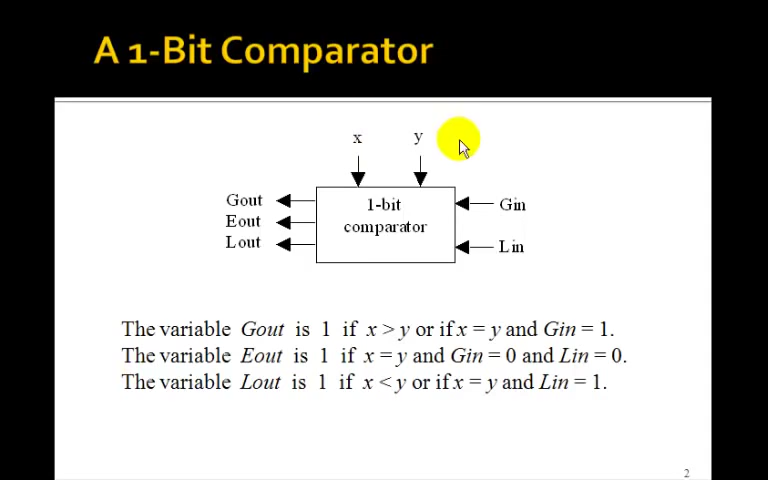 A 1-Bit Comparator
x y
Gout 1-bit Gin
Eout comparator
Lout Lin
The variable Gout is 1 if x > y or if x = y and Gin = 1.
The variable Eout is 1 if x = y and Gin = 0 and Lin = 0.
The variable Lout is 1 if x < y or if x = y and Lin = 1.
2